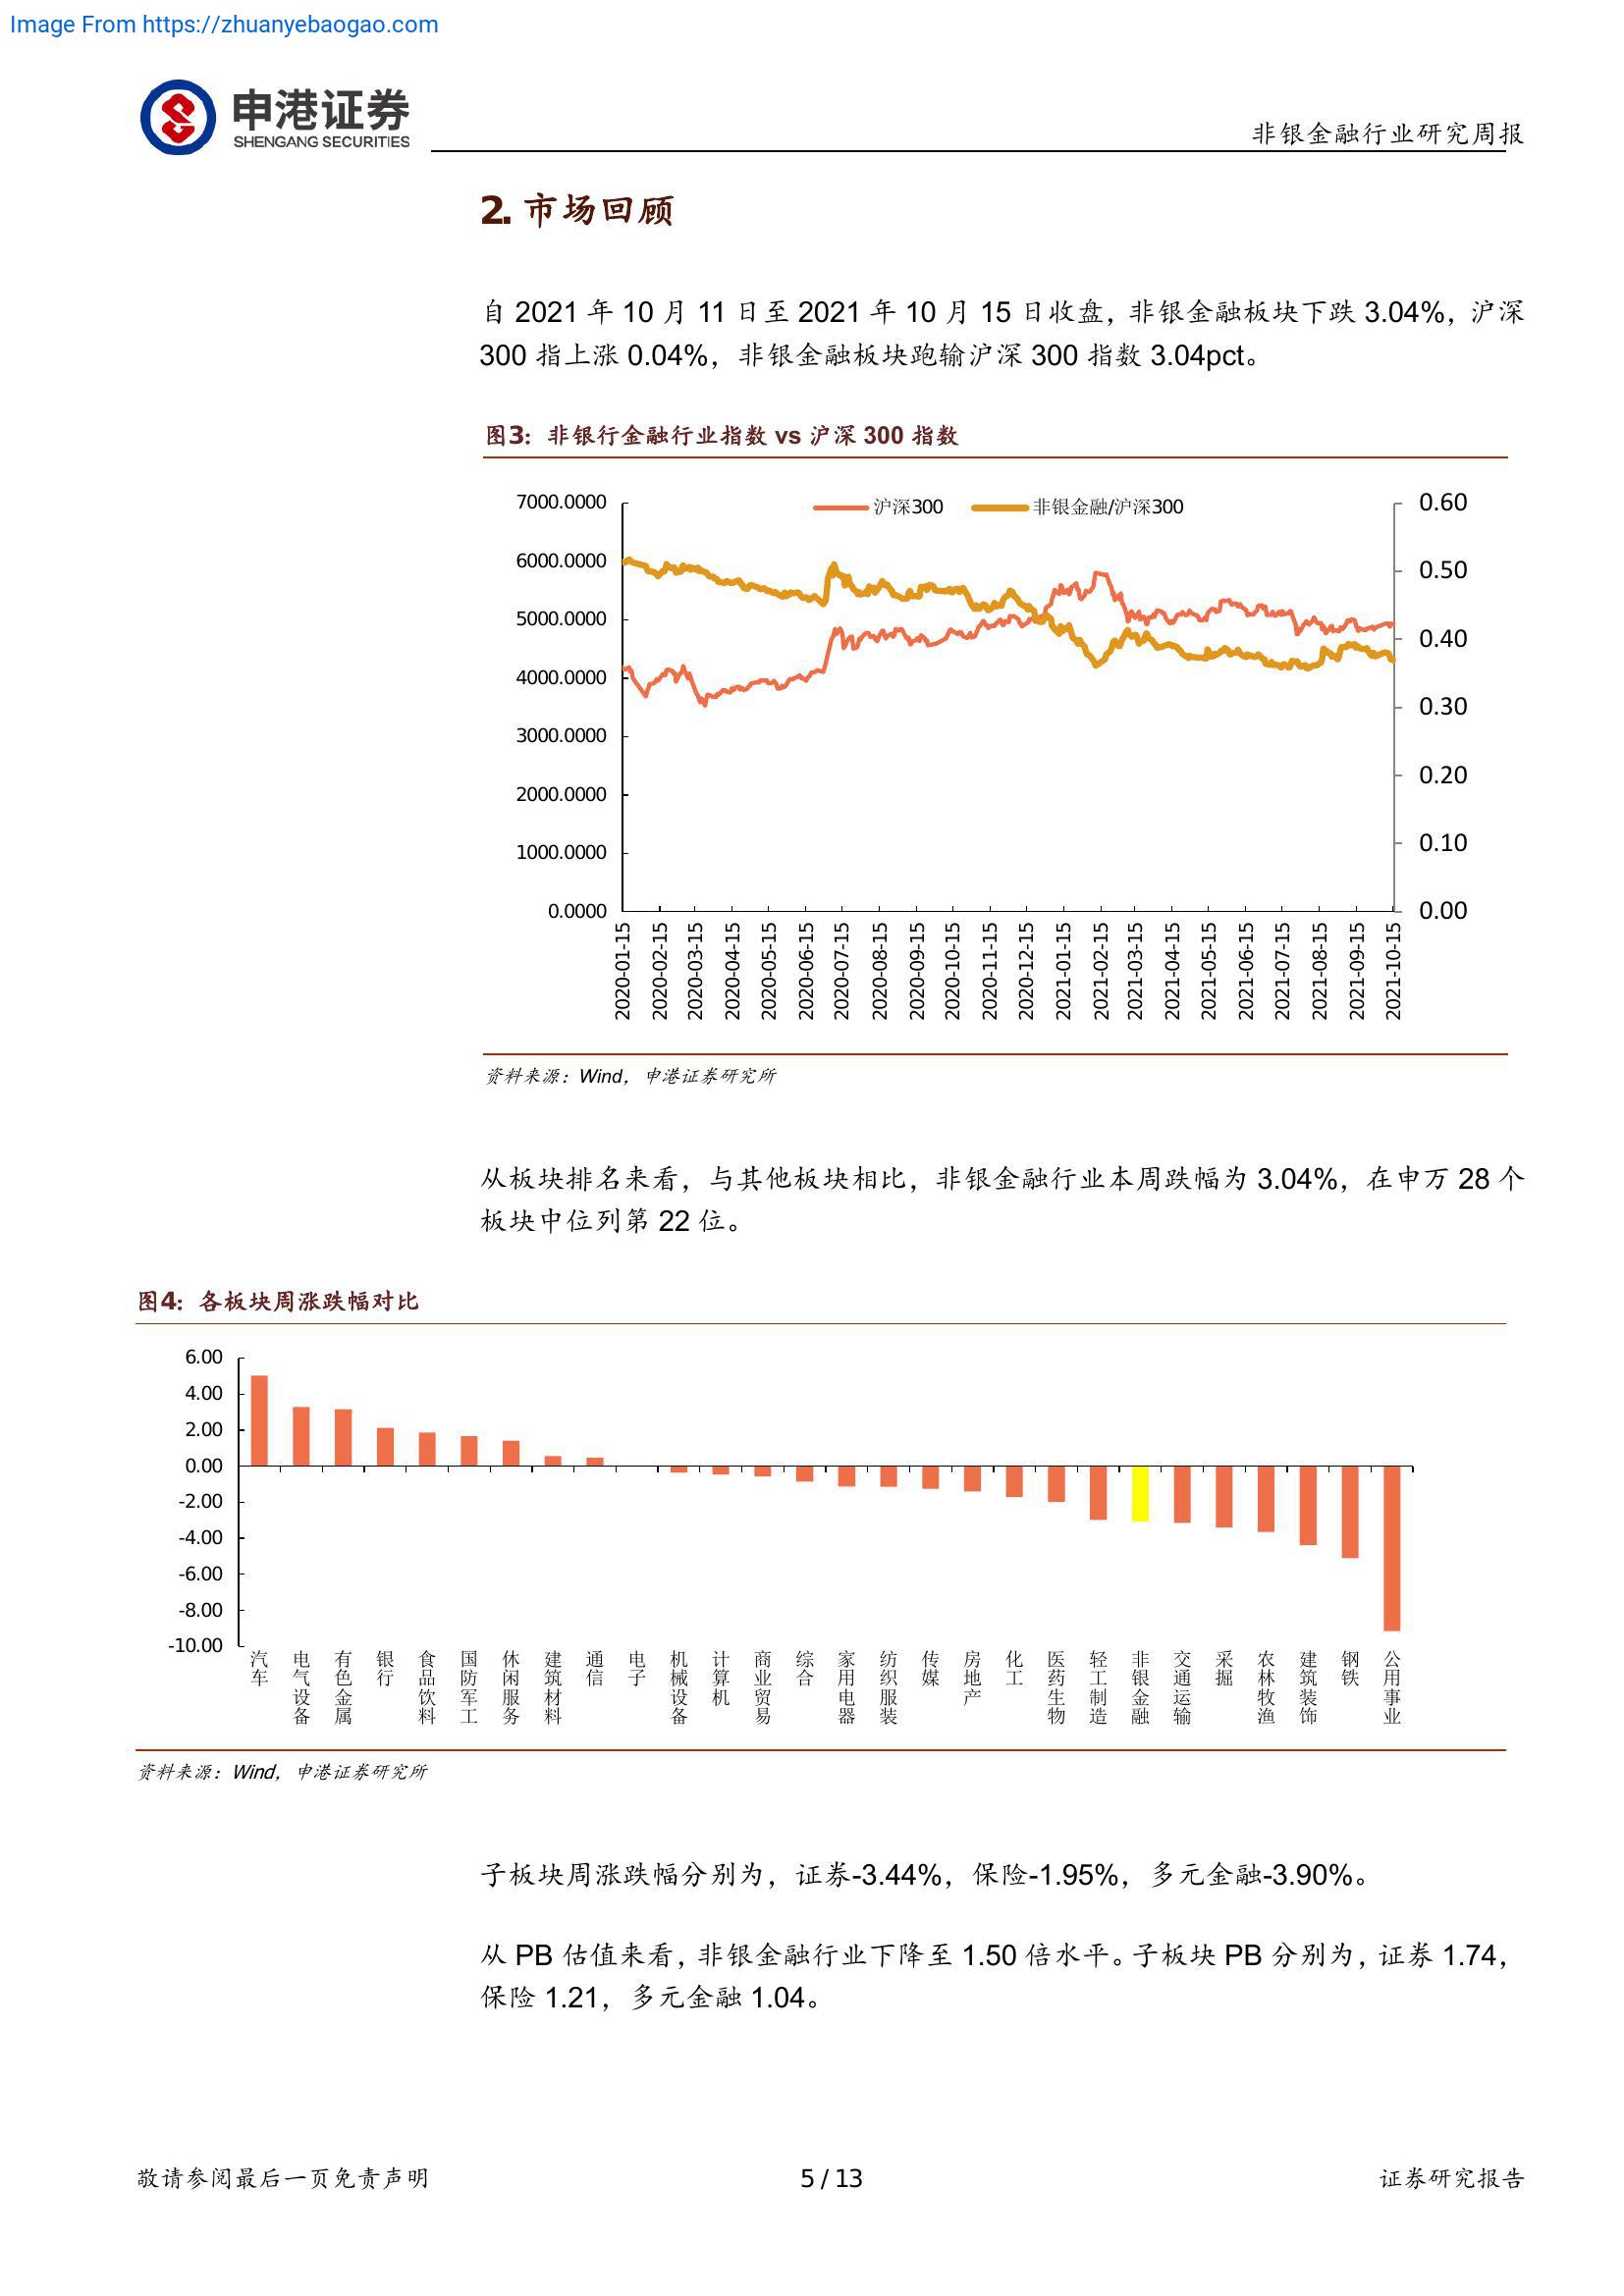 Image From https://zhuanyebaogao.com
申港证券
SHENGANG SECURITIES
非银金融行业研究周报
2. 市场回顾
自 2021 年 10 月 11 日至 2021 年 10 月 15 日收盘，非银金融板块下跌 3.04%，沪深
300 指上涨 0.04%，非银金融板块跑输沪深 300 指数 3.04pct。
图3：非银行金融行业指数 vs 沪深 300 指数
沪深300 非银金融/沪深300
7000.0000
6000.0000
5000.0000
4000.0000
3000.0000
2000.0000
1000.0000
0.0000
0.60
0.50
0.40
0.30
0.20
0.10
0.00
2020-01-15
2020-02-15
2020-03-15
2020-04-15
2020-05-15
2020-06-15
2020-07-15
2020-08-15
2020-09-15
2020-10-15
2020-11-15
2020-12-15
2021-01-15
2021-02-15
2021-03-15
2021-04-15
2021-05-15
2021-06-15
2021-07-15
2021-08-15
2021-09-15
2021-10-15
资料来源：Wind，申港证券研究所
从板块排名来看，与其他板块相比，非银金融行业本周跌幅为 3.04%，在申万 28 个
板块中位列第 22 位。
图4：各板块周涨跌幅对比
6.00
4.00
2.00
0.00
-2.00
-4.00
-6.00
-8.00
-10.00
汽车
电气设备
有色金属
银行
食品饮料
国防军工
休闲服务
建筑材料
通信
电子
机械设备
计算机
商业贸易
综合
家用电器
纺织服装
传媒
房地产
化工
医药生物
轻工制造
非银金融
交通运输
采掘
农林牧渔
建筑装饰
钢铁
公用事业
资料来源：Wind，申港证券研究所
子板块周涨跌幅分别为，证券-3.44%，保险-1.95%，多元金融-3.90%。
从 PB 估值来看，非银金融行业下降至 1.50 倍水平。子板块 PB 分别为，证券 1.74，
保险 1.21，多元金融 1.04。
敬请参阅最后一页免责声明
5 / 13
证券研究报告